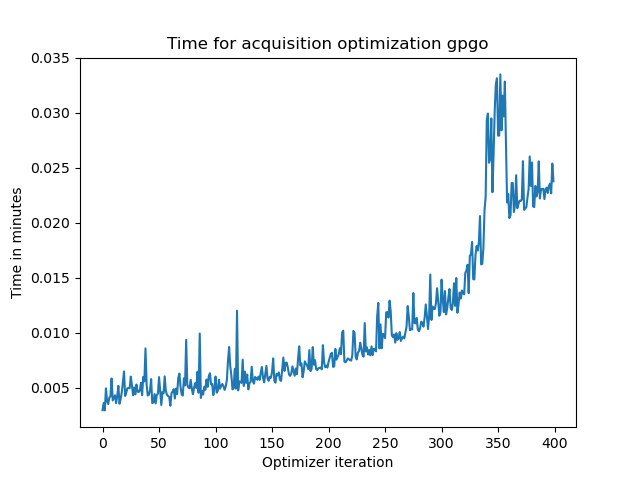 Time for acquisition optimization gpgo
0.035
0.030
0.025
0.020
0.015
0.010
0.005
Time in minutes
0 50 100 150 200 250 300 350 400
Optimizer iteration